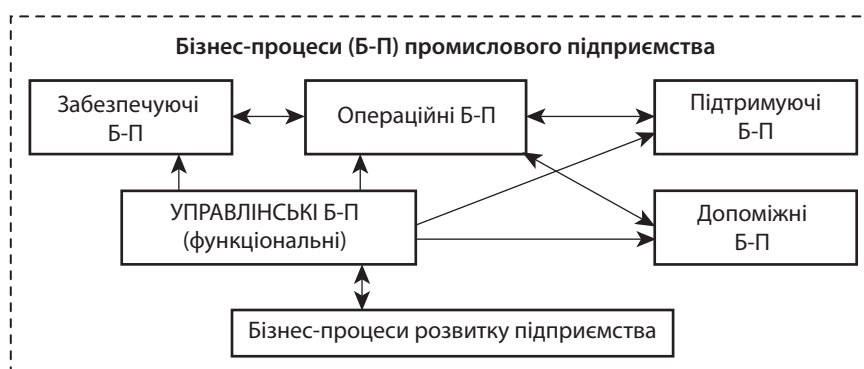 Бізнес-процеси (Б-П) промислового підприємства
Забезпечуючі
Б-П
Операційні Б-П
Підтримуючі
Б-П
УПРАВЛІНСЬКІ Б-П
(функціональні)
Допоміжні
Б-П
Бізнес-процеси розвитку підприємства